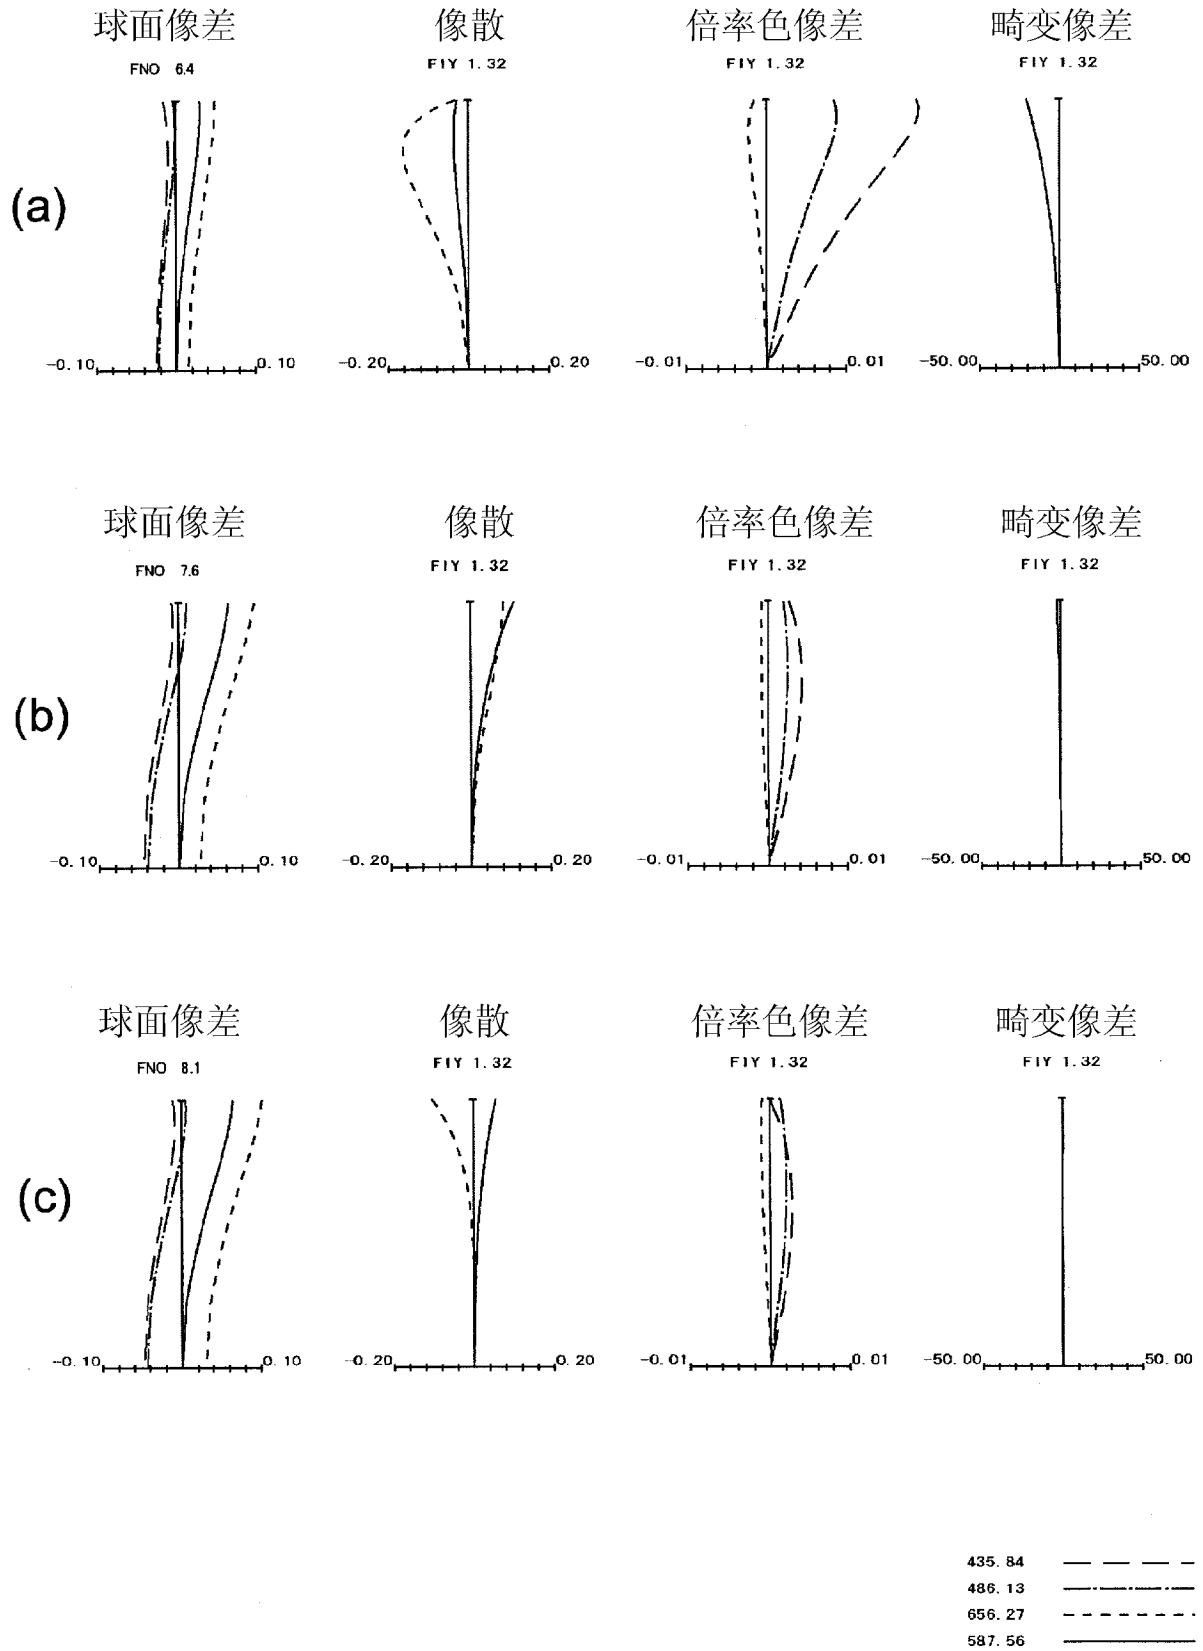 球面像差 像散 倍率色像差 畸变像差
FNO 6.4 FIY 1.32 FIY 1.32 FIY 1.32
(a)
-0.10 0.10 -0.20 0.20 -0.01 0.01 -50.00 50.00
球面像差 像散 倍率色像差 畸变像差
FNO 7.6 FIY 1.32 FIY 1.32 FIY 1.32
(b)
-0.10 0.10 -0.20 0.20 -0.01 0.01 -50.00 50.00
球面像差 像散 倍率色像差 畸变像差
FNO 8.1 FIY 1.32 FIY 1.32 FIY 1.32
(c)
-0.10 0.10 -0.20 0.20 -0.01 0.01 -50.00 50.00
435.84
486.13
656.27
587.56